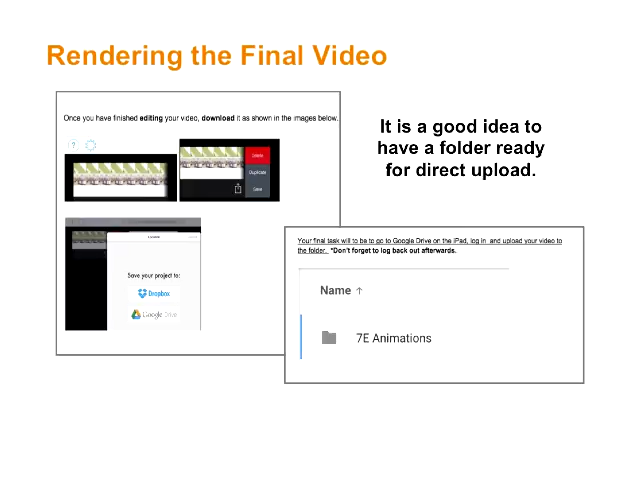 Rendering the Final Video
Once you have finished editing your video, download it as shown in the images below.
It is a good idea to
have a folder ready
for direct upload.
?
Delete
Duplicate
Save
Save your project to:
Dropbox
Google Drive
Your final task will to be to go to Google Drive on the iPad, log in and upload your video to
the folder. *Don't forget to log back out afterwards.
Name ↑
7E Animations